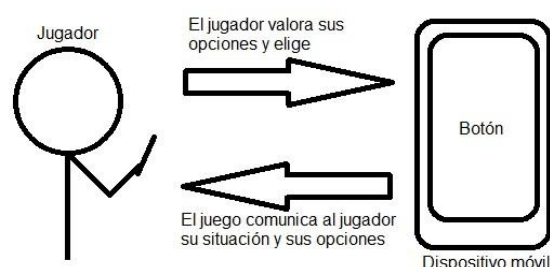 Jugador
El jugador valora sus
opciones y elige
Botón
El juego comunica al jugador
su situación y sus opciones
Dispositivo móvil